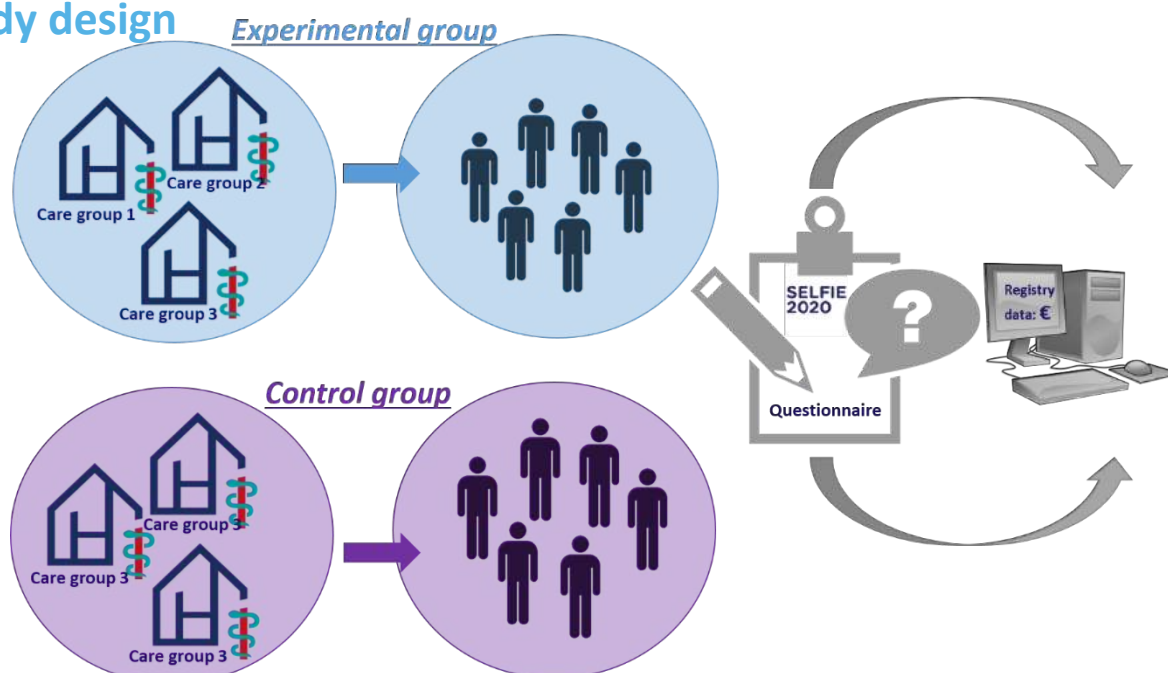 dy design
Experimental group
Care group 1
Care group 2
Care group 3
Control group
Care group 3
Care group 3
Care group 3
SELFIE
2020
?
Questionnaire
Registry
data: €